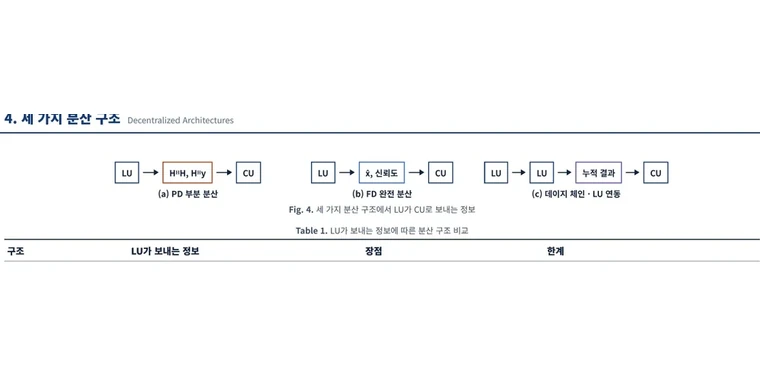 4. 세 가지 분산 구조 Decentralized Architectures
LU → HᴴH, Hᴴy → CU LU → x̂, 신뢰도 → CU LU → LU → 누적 결과 → CU
(a) PD 부분 분산 (b) FD 완전 분산 (c) 데이지 체인 · LU 연동
Fig. 4. 세 가지 분산 구조에서 LU가 CU로 보내는 정보
Table 1. LU가 보내는 정보에 따른 분산 구조 비교
구조 LU가 보내는 정보 장점 한계